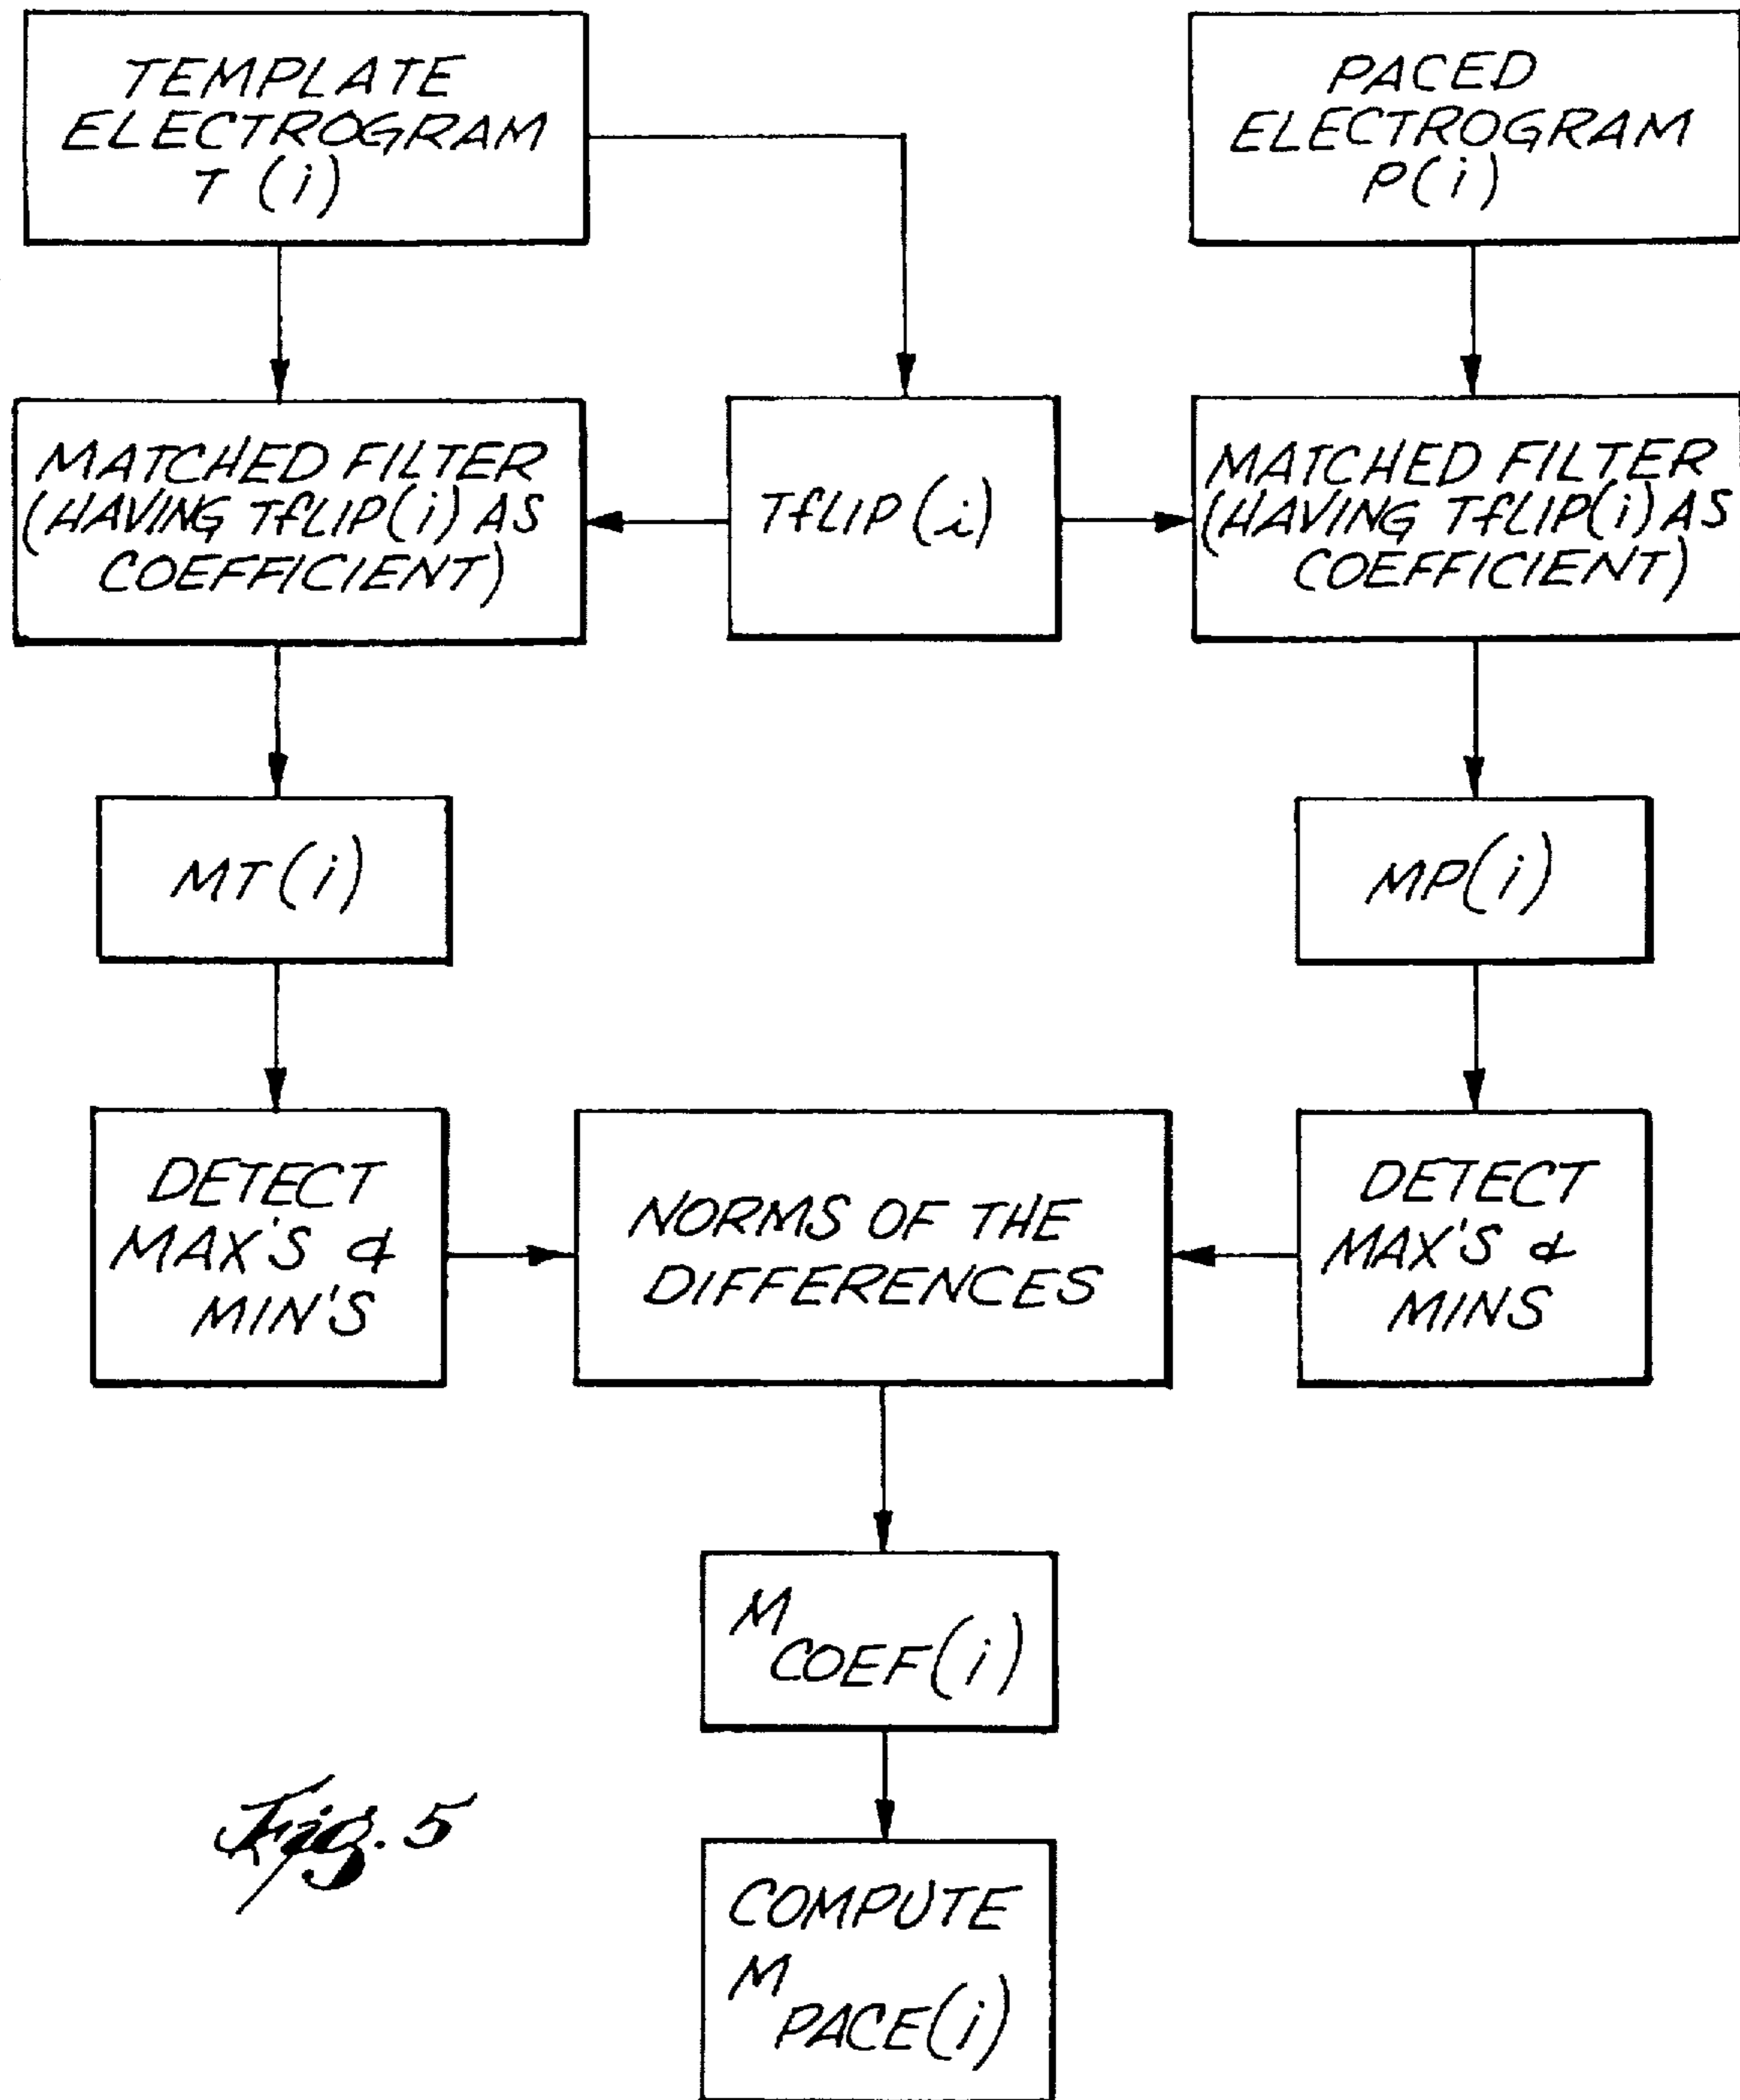 TEMPLATE
ELECTROGRAM
T (i)
PACED
ELECTROGRAM
P(i)
MATCHED FILTER
(HAVING TfLIP(i) AS
COEFFICIENT)
TfLIP (i)
MATCHED FILTER
(HAVING TfLIP(i) AS
COEFFICIENT)
MT(i)
MP(i)
DETECT
MAX'S &
MIN'S
NORMS OF THE
DIFFERENCES
DETECT
MAX'S &
MINS
M
COEF(i)
COMPUTE
M
PACE(i)
Fig. 5